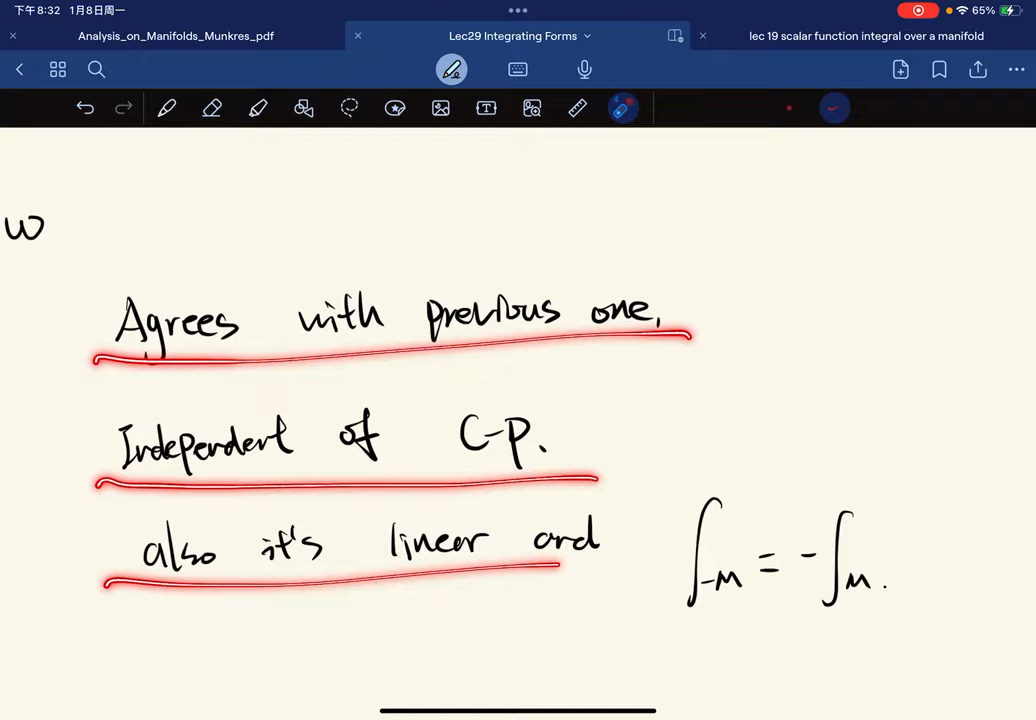 下午8:32 1月8日周一 65%
Analysis_on_Manifolds_Munkres_pdf Lec29 Integrating Forms lec 19 scalar function integral over a manifold
ω
Agrees with previous one,
Independent of C-P.
also it's linear and ∫_{-M} = -∫_M.